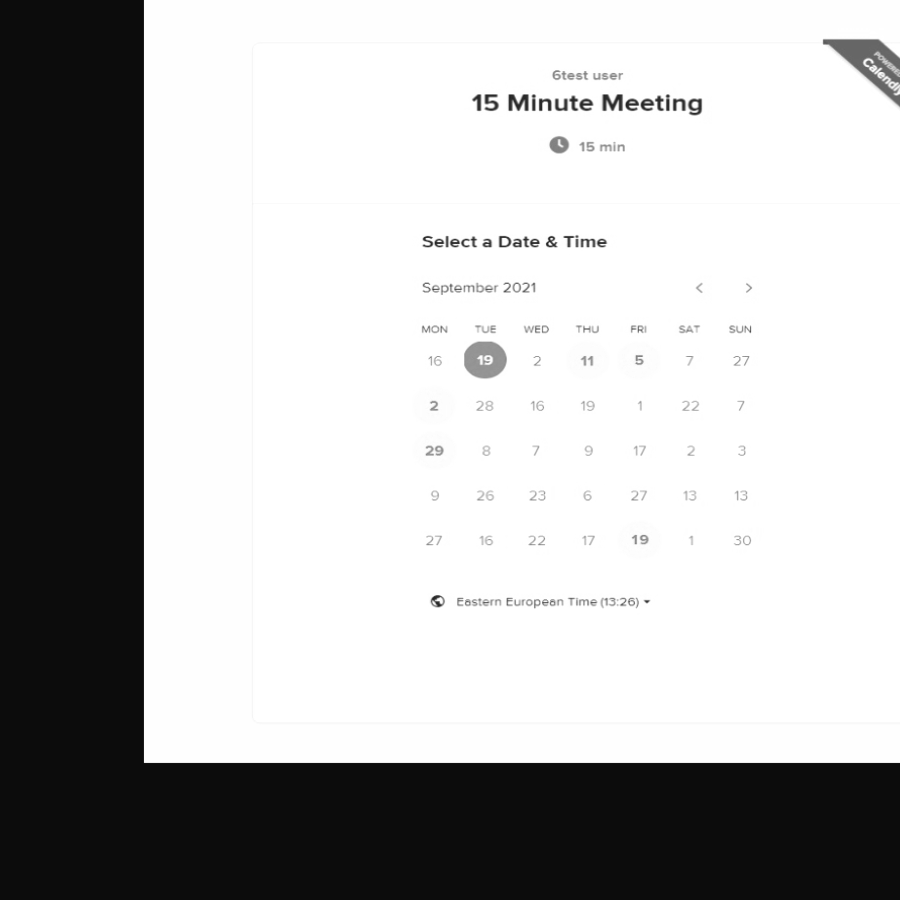 POWERED
Calendly
6test user
15 Minute Meeting
15 min
Select a Date & Time
September 2021
MON TUE WED THU FRI SAT SUN
16 19 2 11 5 7 27
2 28 16 19 1 22 7
29 8 7 9 17 2 3
9 26 23 6 27 13 13
27 16 22 17 19 1 30
Eastern European Time (13:26)